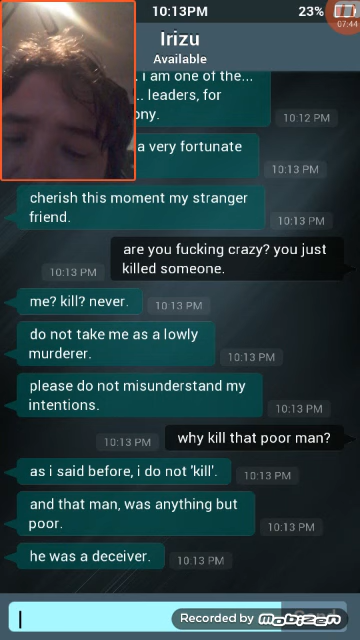 10:13PM
23%
07:44
Irizu
Available
i am one of the...
leaders, for
10:12 PM
a very fortunate
10:13 PM
cherish this moment my stranger
friend.
10:13 PM
are you fucking crazy? you just
killed someone.
10:13 PM
me? kill? never.
10:13 PM
do not take me as a lowly
murderer.
10:13 PM
please do not misunderstand my
intentions.
10:13 PM
why kill that poor man?
10:13 PM
as i said before, i do not 'kill'.
10:13 PM
and that man, was anything but
poor.
10:13 PM
he was a deceiver.
10:13 PM
Recorded by mobizen